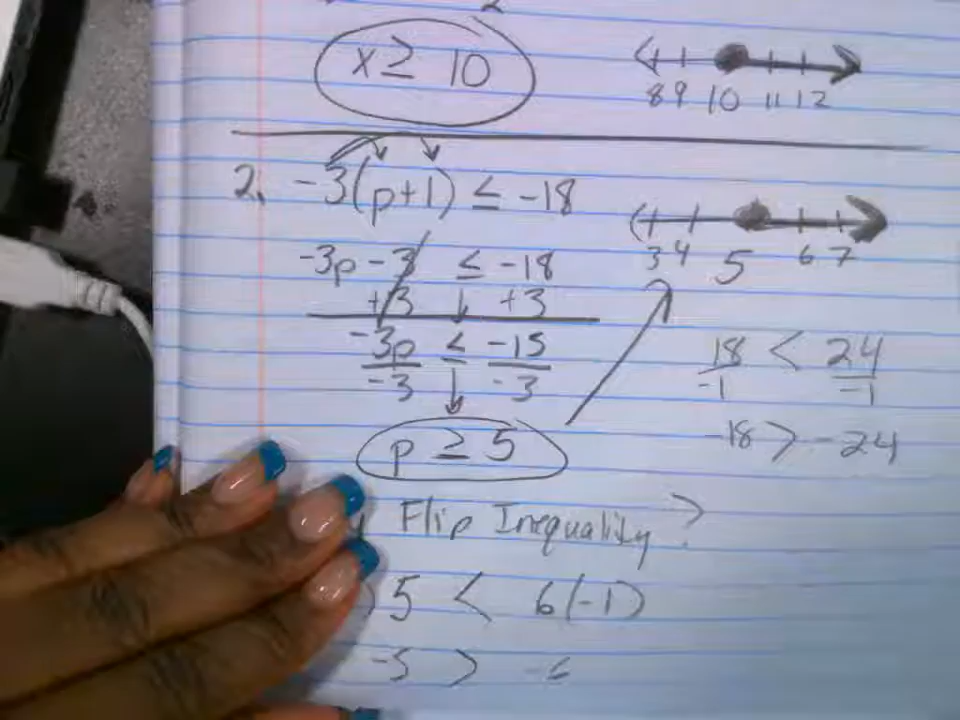 x ≥ 10
8 9 10 11 12
2. -3(p+1) ≤ -18
3 4 5 6 7
-3p - 3 ≤ -18
+3 ↓ +3
-3p ≤ -15
-3 -3
p ≥ 5
18 < 24
-1 -1
-18 > -24
Flip Inequality ?
) 5 < 6(-1)
-5 > -6